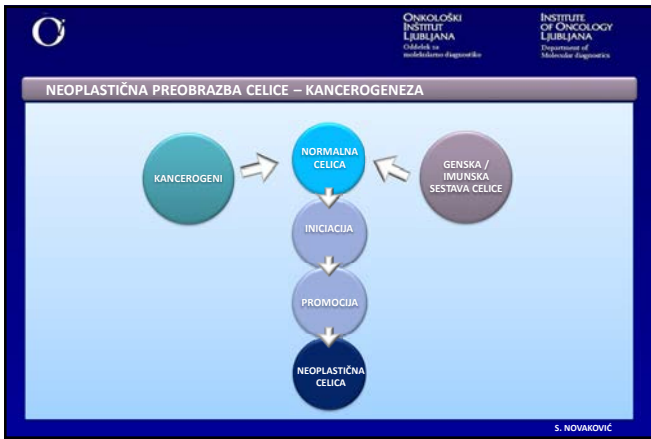 ONKOLOŠKI
INŠTITUT
LJUBLJANA
Oddelek za
molekularno diagnostiko
INSTITUTE
OF ONCOLOGY
LJUBLJANA
Department of
Molecular diagnostics
NEOPLASTIČNA PREOBRAZBA CELICE – KANCEROGENEZA
KANCEROGENI
NORMALNA
CELICA
GENSKA /
IMUNSKA
SESTAVA CELICE
INICIACIJA
PROMOCIJA
NEOPLASTIČNA
CELICA
S. NOVAKOVIĆ